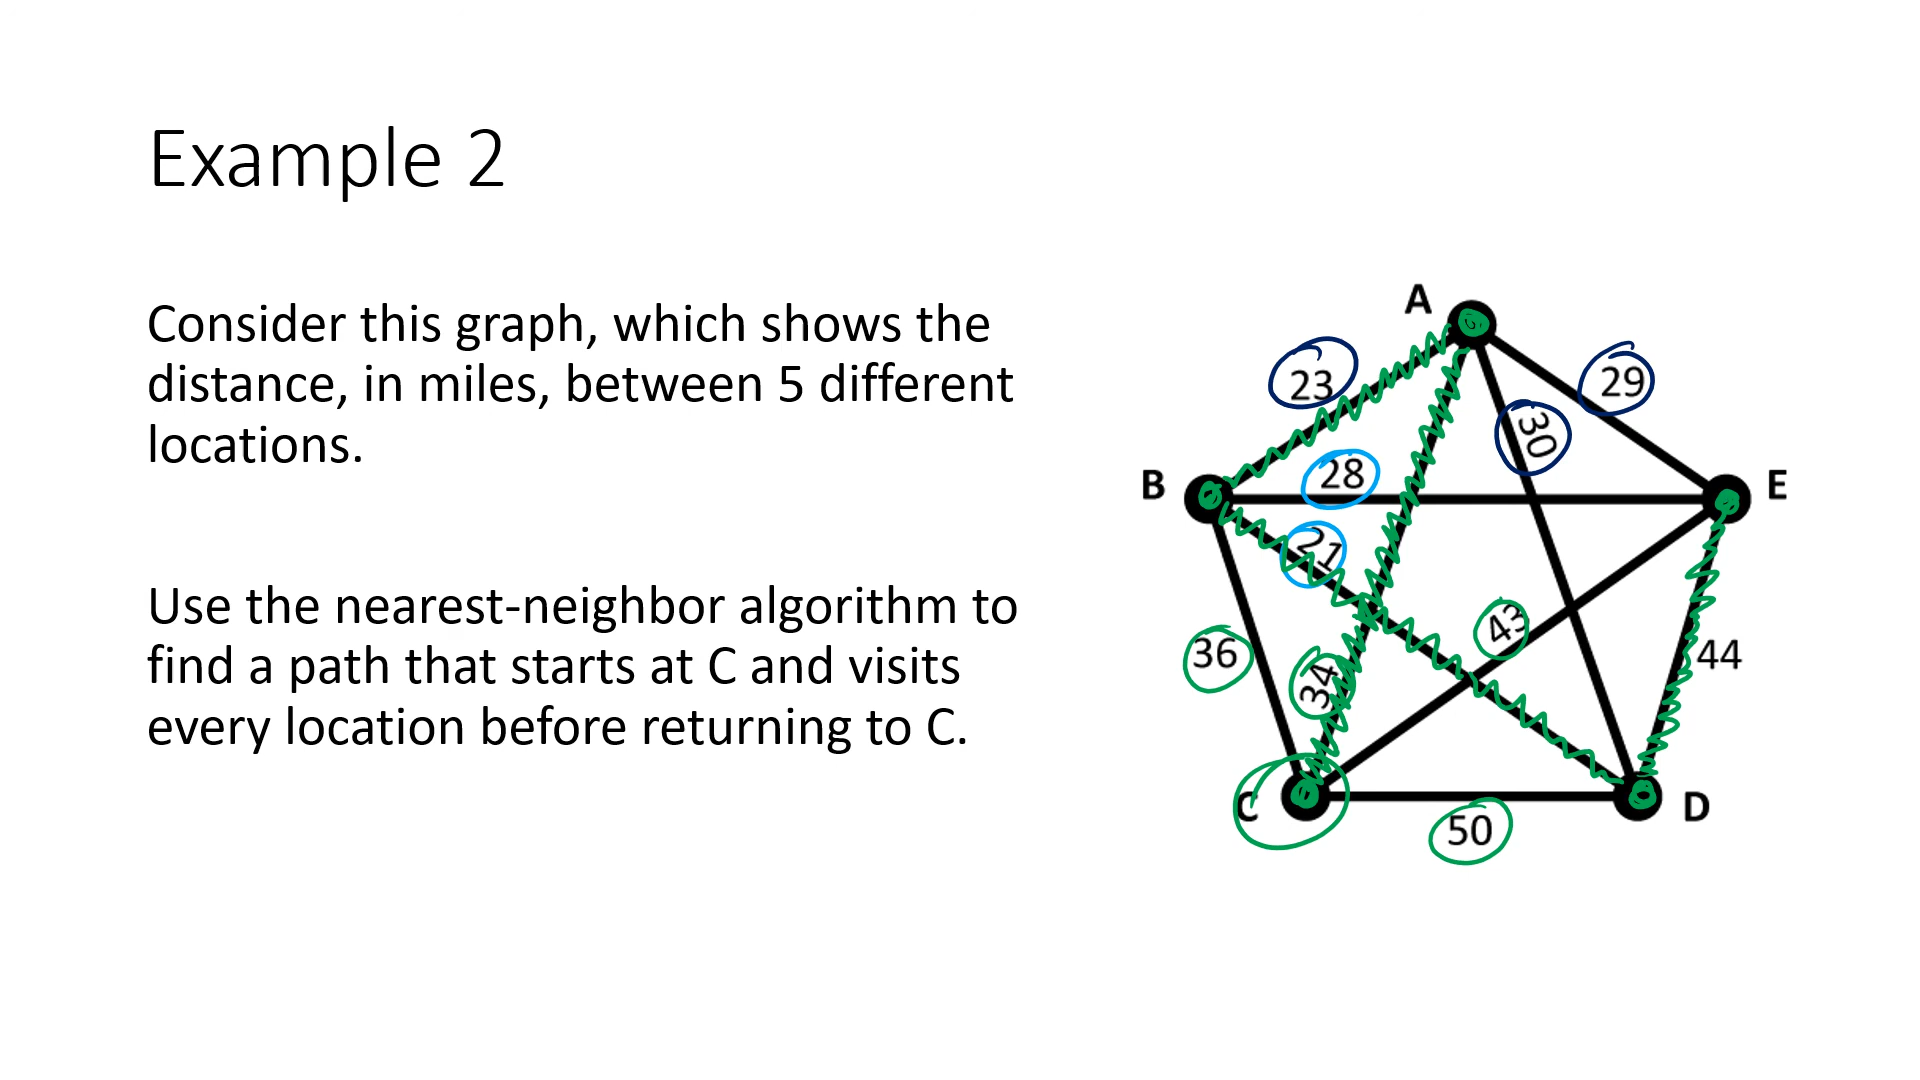 Example 2
Consider this graph, which shows the
distance, in miles, between 5 different
locations.
Use the nearest-neighbor algorithm to
find a path that starts at C and visits
every location before returning to C.
A
23
29
30
B
28
E
21
43
36
34
44
C
50
D